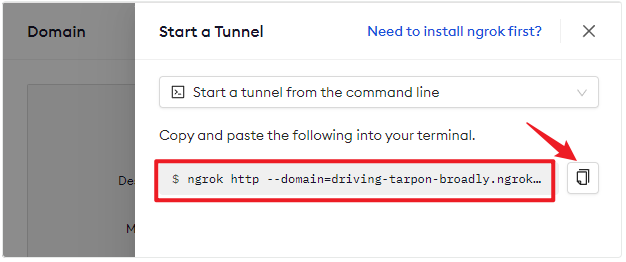 Domain
Start a Tunnel
Need to install ngrok first?
Start a tunnel from the command line
Copy and paste the following into your terminal.
$ ngrok http --domain=driving-tarpon-broadly.ngrok…
Des
M